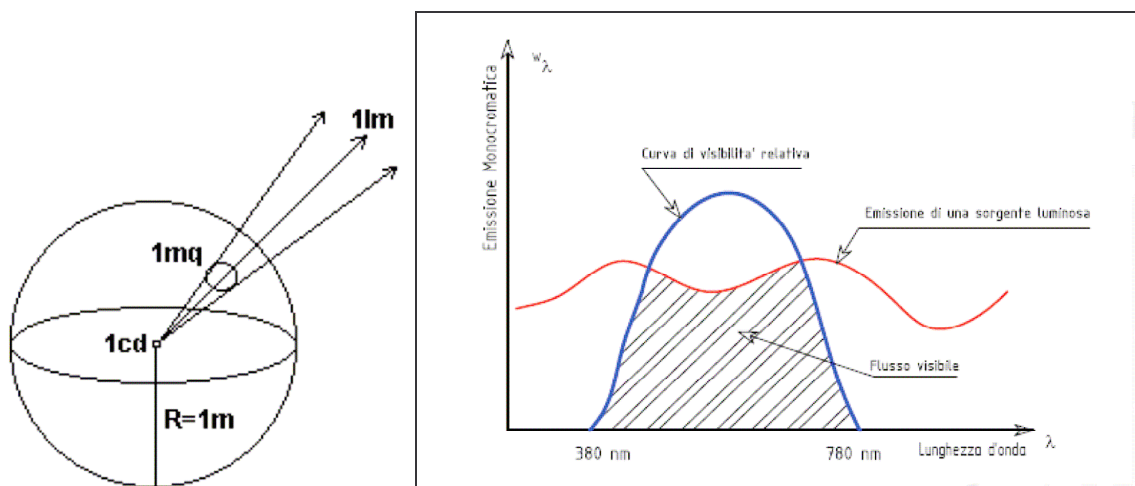 1lm
1mq
1cd
R=1m
w λ
Emissione Monocromatica
Curva di visibilita' relativa
Emissione di una sorgente luminosa
Flusso visibile
380 nm
780 nm
Lunghezza d'onda λ